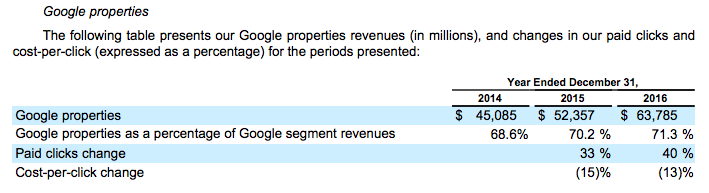 Google properties
The following table presents our Google properties revenues (in millions), and changes in our paid clicks and
cost-per-click (expressed as a percentage) for the periods presented:
Year Ended December 31,
2014 2015 2016
Google properties $ 45,085 $ 52,357 $ 63,785
Google properties as a percentage of Google segment revenues 68.6% 70.2 % 71.3 %
Paid clicks change 33 % 40 %
Cost-per-click change (15)% (13)%